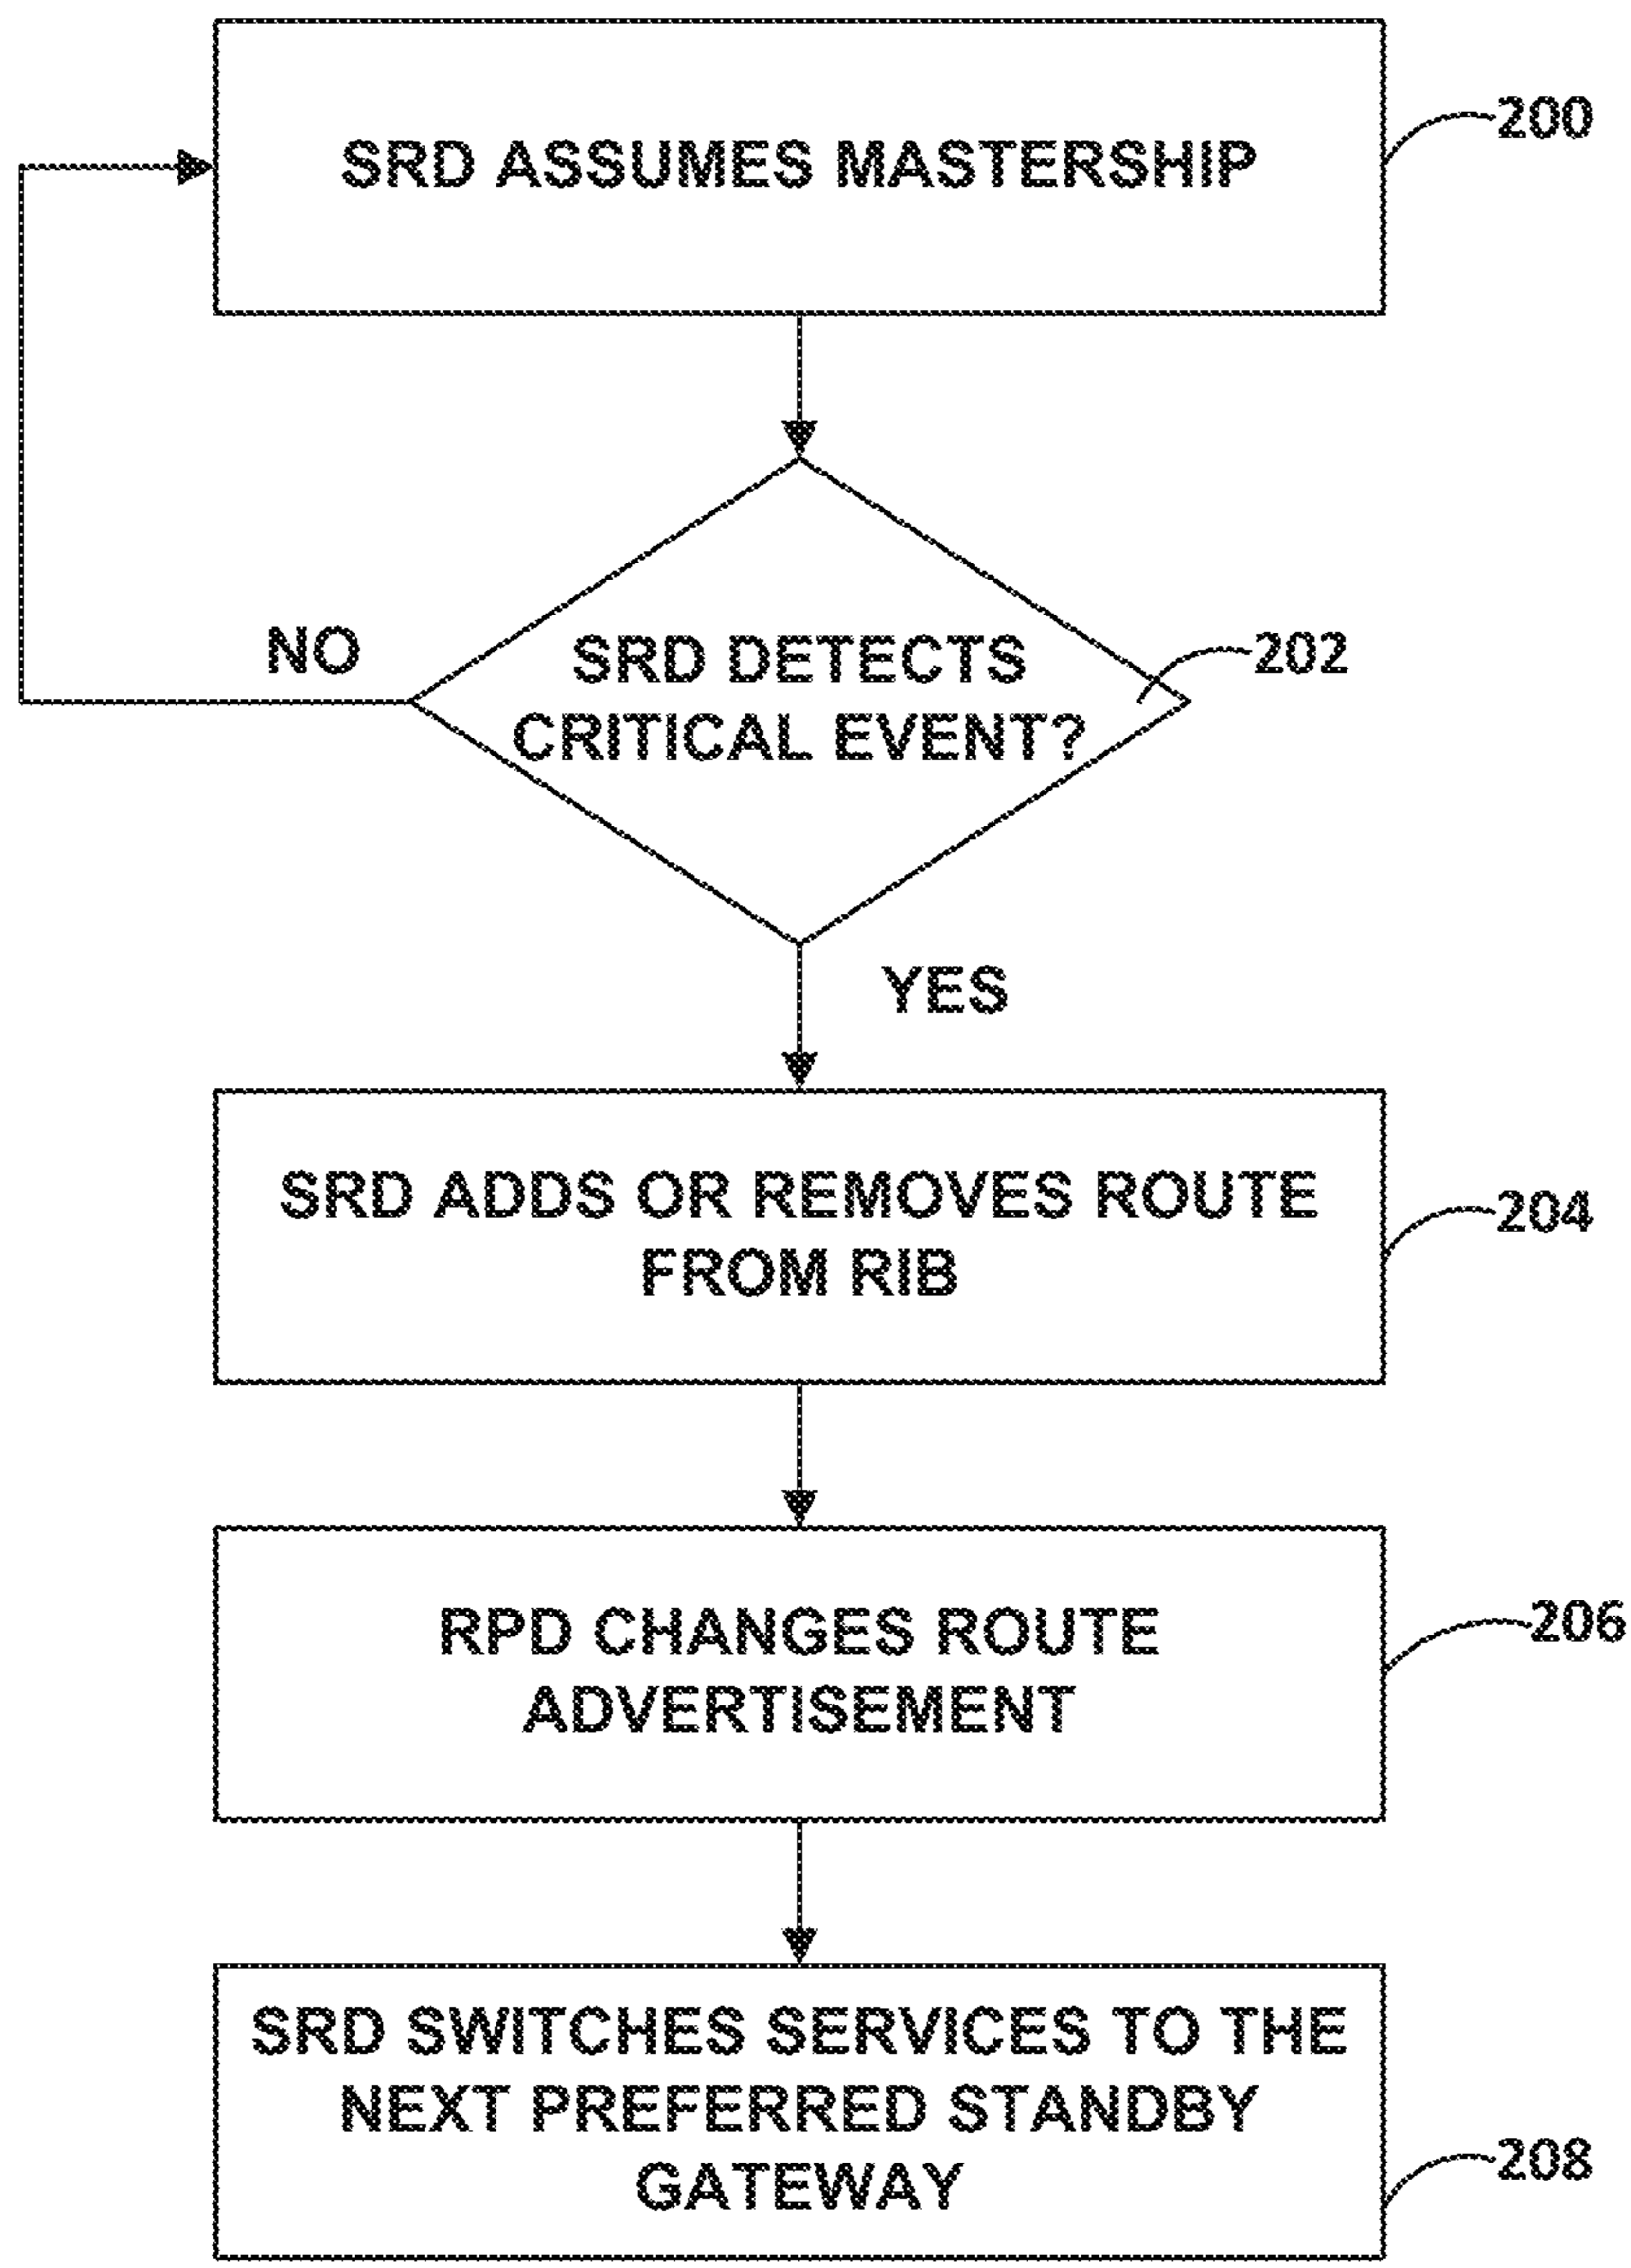 SRD ASSUMES MASTERSHIP
200
SRD DETECTS
CRITICAL EVENT?
202
NO
YES
SRD ADDS OR REMOVES ROUTE
FROM RIB
204
RPD CHANGES ROUTE
ADVERTISEMENT
206
SRD SWITCHES SERVICES TO THE
NEXT PREFERRED STANDBY
GATEWAY
208